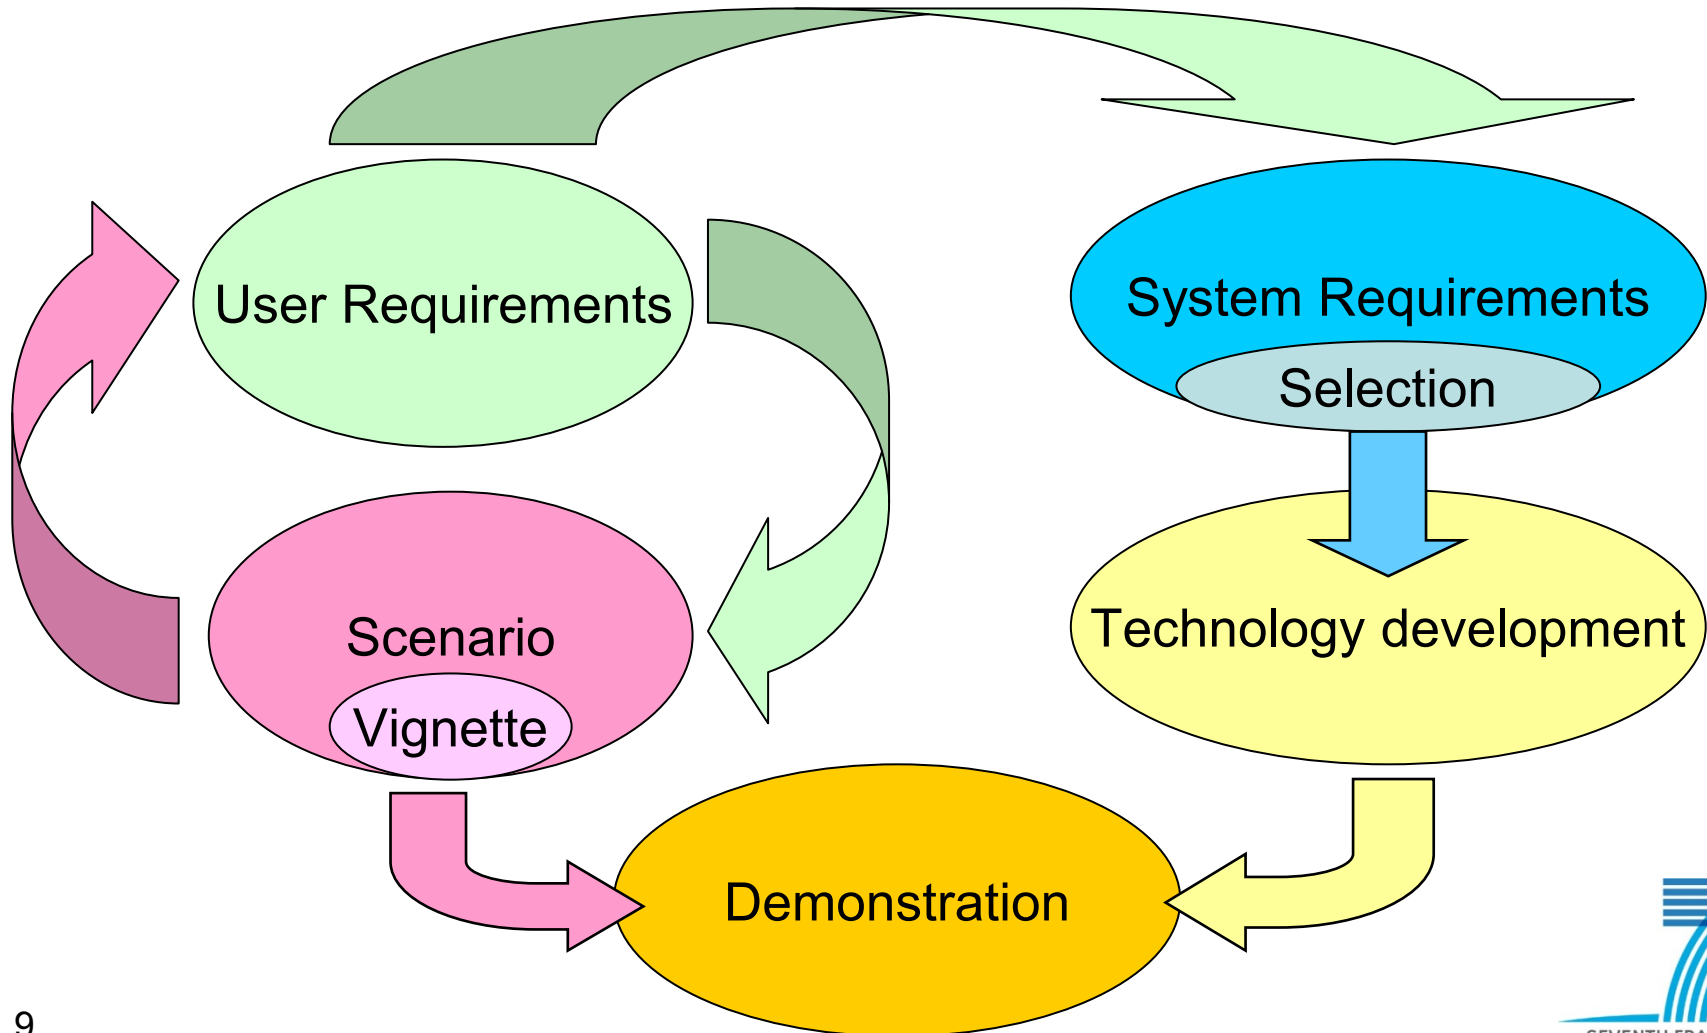 User Requirements
System Requirements
Selection
Scenario
Technology development
Vignette
Demonstration
9